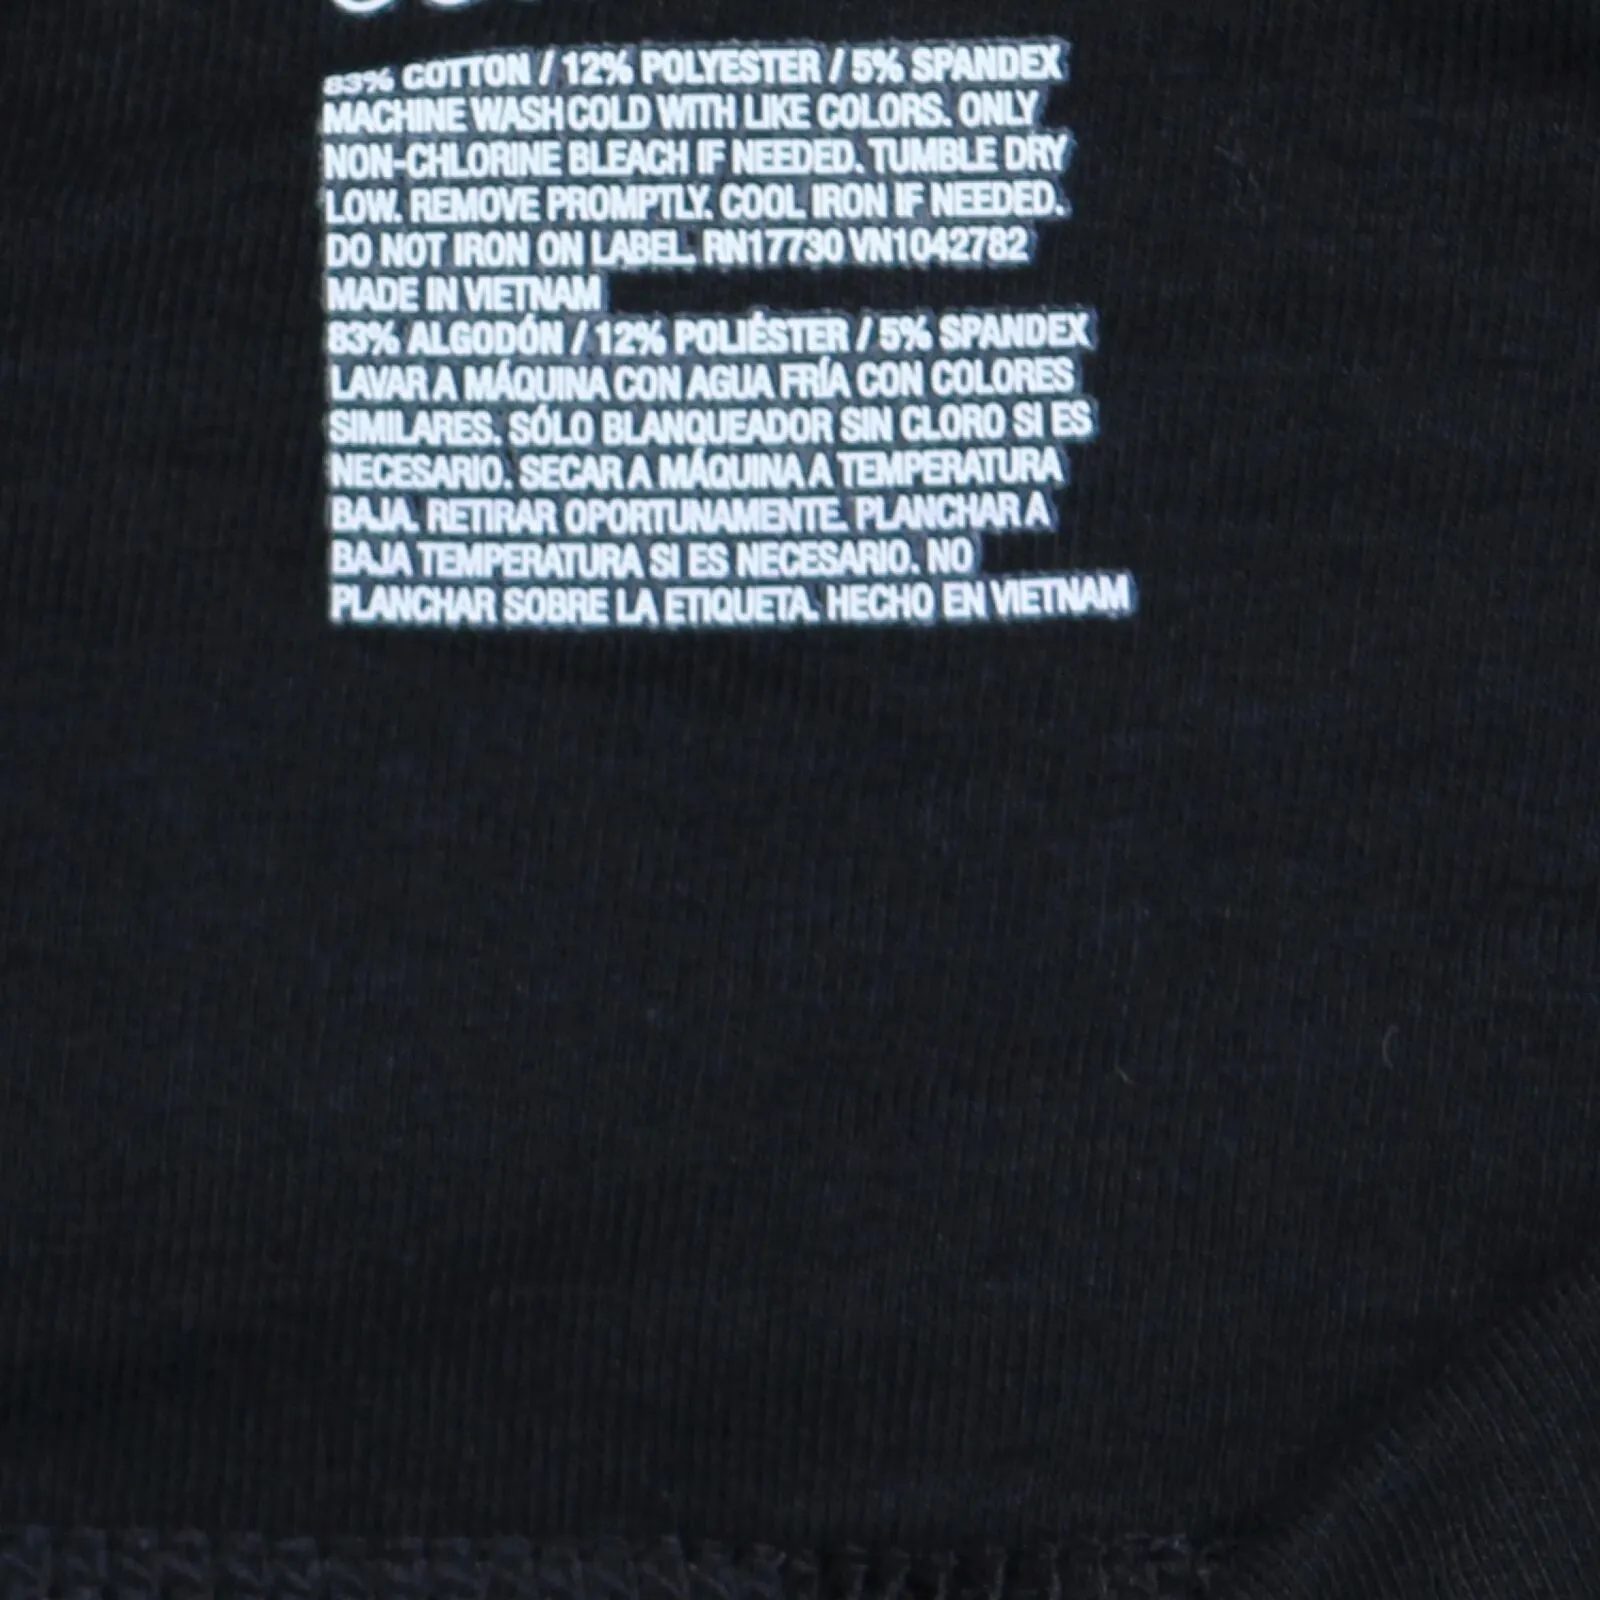 83% COTTON / 12% POLYESTER / 5% SPANDEX
MACHINE WASH COLD WITH LIKE COLORS. ONLY
NON-CHLORINE BLEACH IF NEEDED. TUMBLE DRY
LOW. REMOVE PROMPTLY. COOL IRON IF NEEDED.
DO NOT IRON ON LABEL. RN17730 VN1042782
MADE IN VIETNAM
83% ALGODÓN / 12% POLIÉSTER / 5% SPANDEX
LAVAR A MÁQUINA CON AGUA FRÍA CON COLORES
SIMILARES. SÓLO BLANQUEADOR SIN CLORO SI ES
NECESARIO. SECAR A MÁQUINA A TEMPERATURA
BAJA. RETIRAR OPORTUNAMENTE. PLANCHAR A
BAJA TEMPERATURA SI ES NECESARIO. NO
PLANCHAR SOBRE LA ETIQUETA. HECHO EN VIETNAM